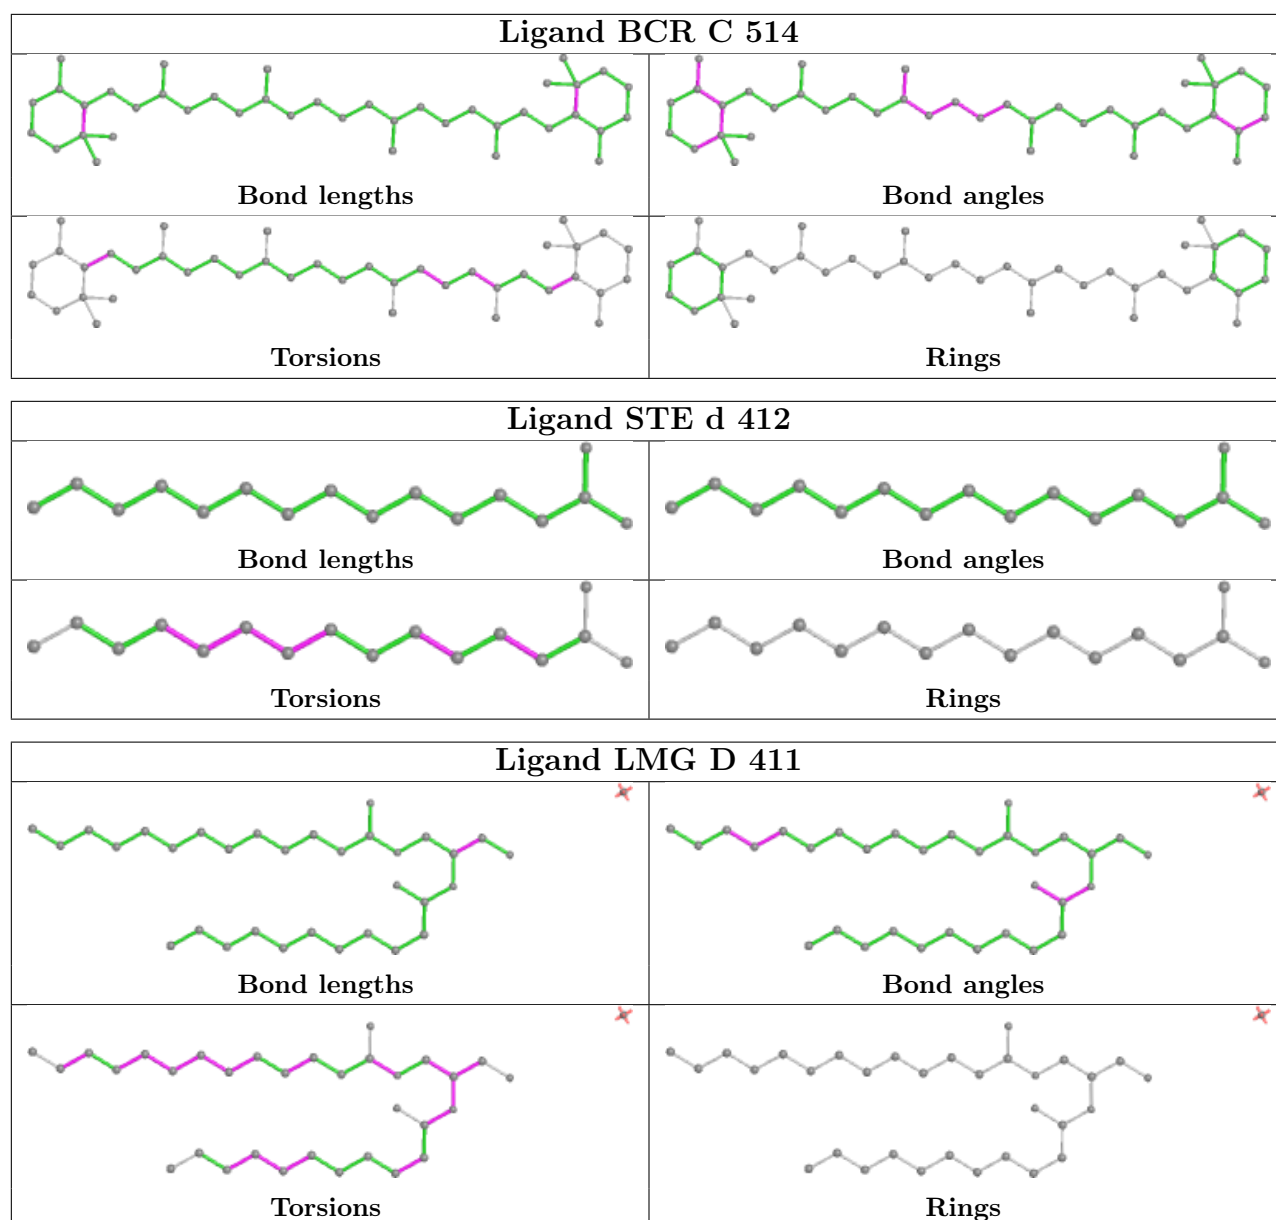 Ligand BCR C 514
Bond lengths
Bond angles
Torsions
Rings
Ligand STE d 412
Bond lengths
Bond angles
Torsions
Rings
Ligand LMG D 411
Bond lengths
Bond angles
Torsions
Rings